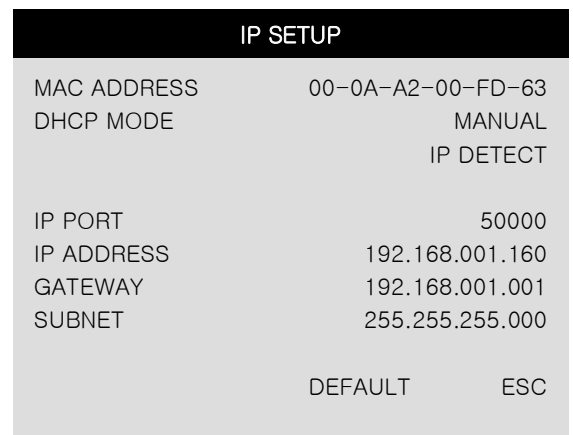 IP SETUP
MAC ADDRESS 00-0A-A2-00-FD-63
DHCP MODE MANUAL
IP DETECT
IP PORT 50000
IP ADDRESS 192.168.001.160
GATEWAY 192.168.001.001
SUBNET 255.255.255.000
DEFAULT ESC